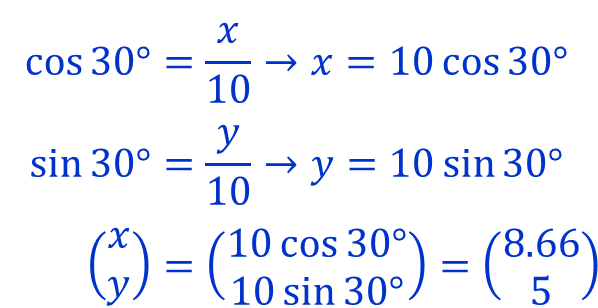 cos 30° = x/10 → x = 10 cos 30°
sin 30° = y/10 → y = 10 sin 30°
(x y) = (10 cos 30° 10 sin 30°) = (8.66 5)